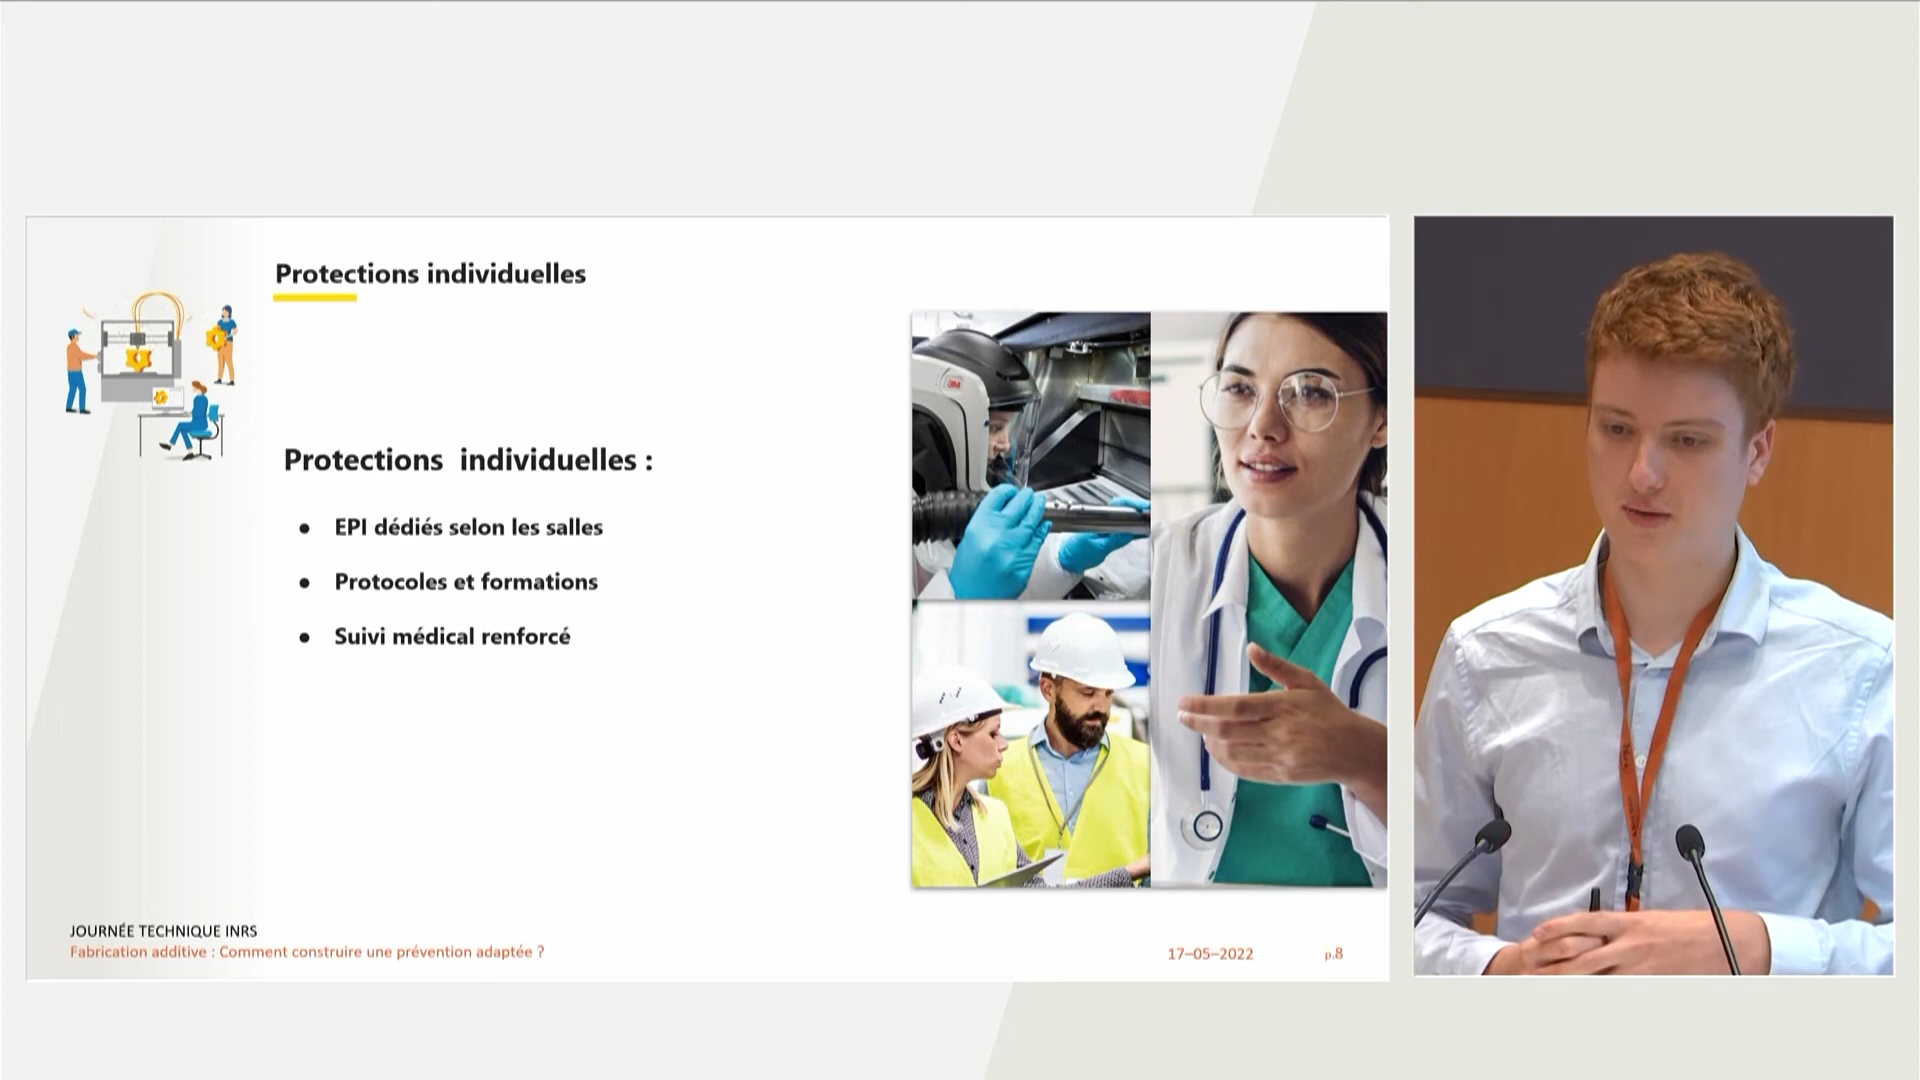 Protections individuelles
Protections individuelles :
● EPI dédiés selon les salles
● Protocoles et formations
● Suivi médical renforcé
3M
JOURNÉE TECHNIQUE INRS
Fabrication additive : Comment construire une prévention adaptée ?
17-05-2022
p.8